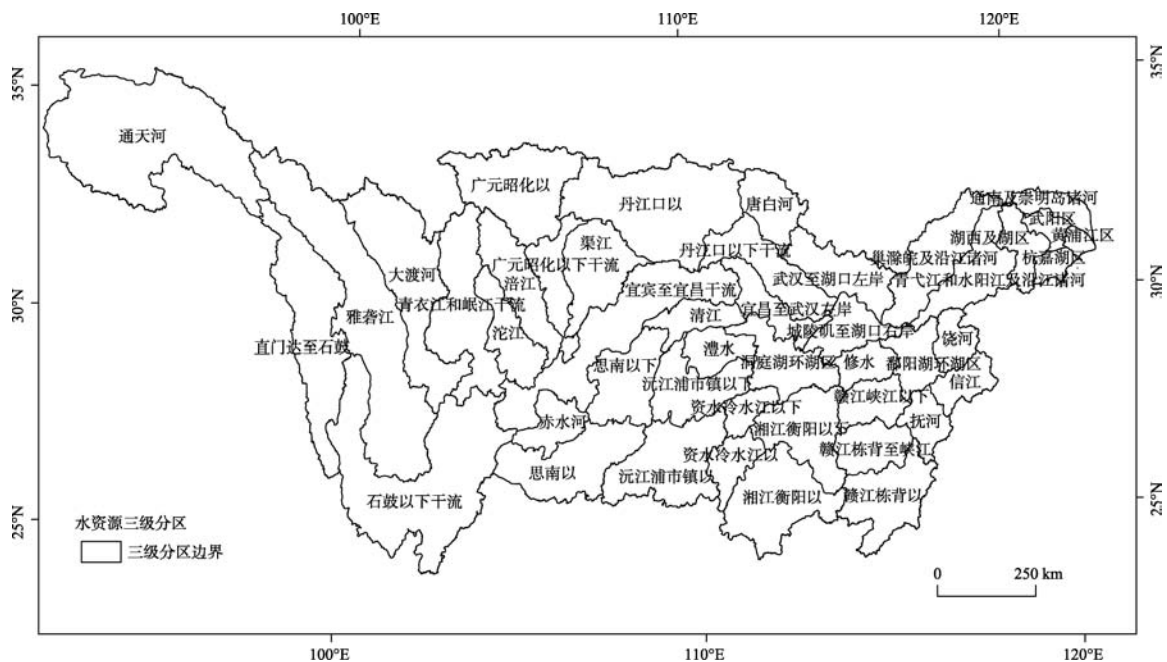 100°E
110°E
120°E
35°N
35°N
通天河
广元昭化以
丹江口以
唐白河
通南及崇明岛诸河
武阳区
湖西及湖区
黄浦江区
渠江
丹江口以下干流
巢滁皖及沿江诸河
杭嘉湖区
大渡河
广元昭化以下干流
涪江
武汉至湖口左岸
青弋江和水阳江及沿江诸河
30°N
30°N
青衣江和岷江干流
宜宾至宜昌干流
宜昌至武汉左岸
雅砻江
清江
城陵矶至湖口右岸
沱江
饶河
直门达至石鼓
澧水
思南以下
洞庭湖环湖区
修水
鄱阳湖环湖区
沅江浦市镇以下
信江
赣江峡江以下
资水冷水江以下
赤水河
湘江衡阳以下
抚河
资水冷水江以
赣江栋背至峡江
思南以
沅江浦市镇以
石鼓以下干流
湘江衡阳以
赣江栋背以
25°N
25°N
水资源三级分区
三级分区边界
0 250 km
100°E
110°E
120°E